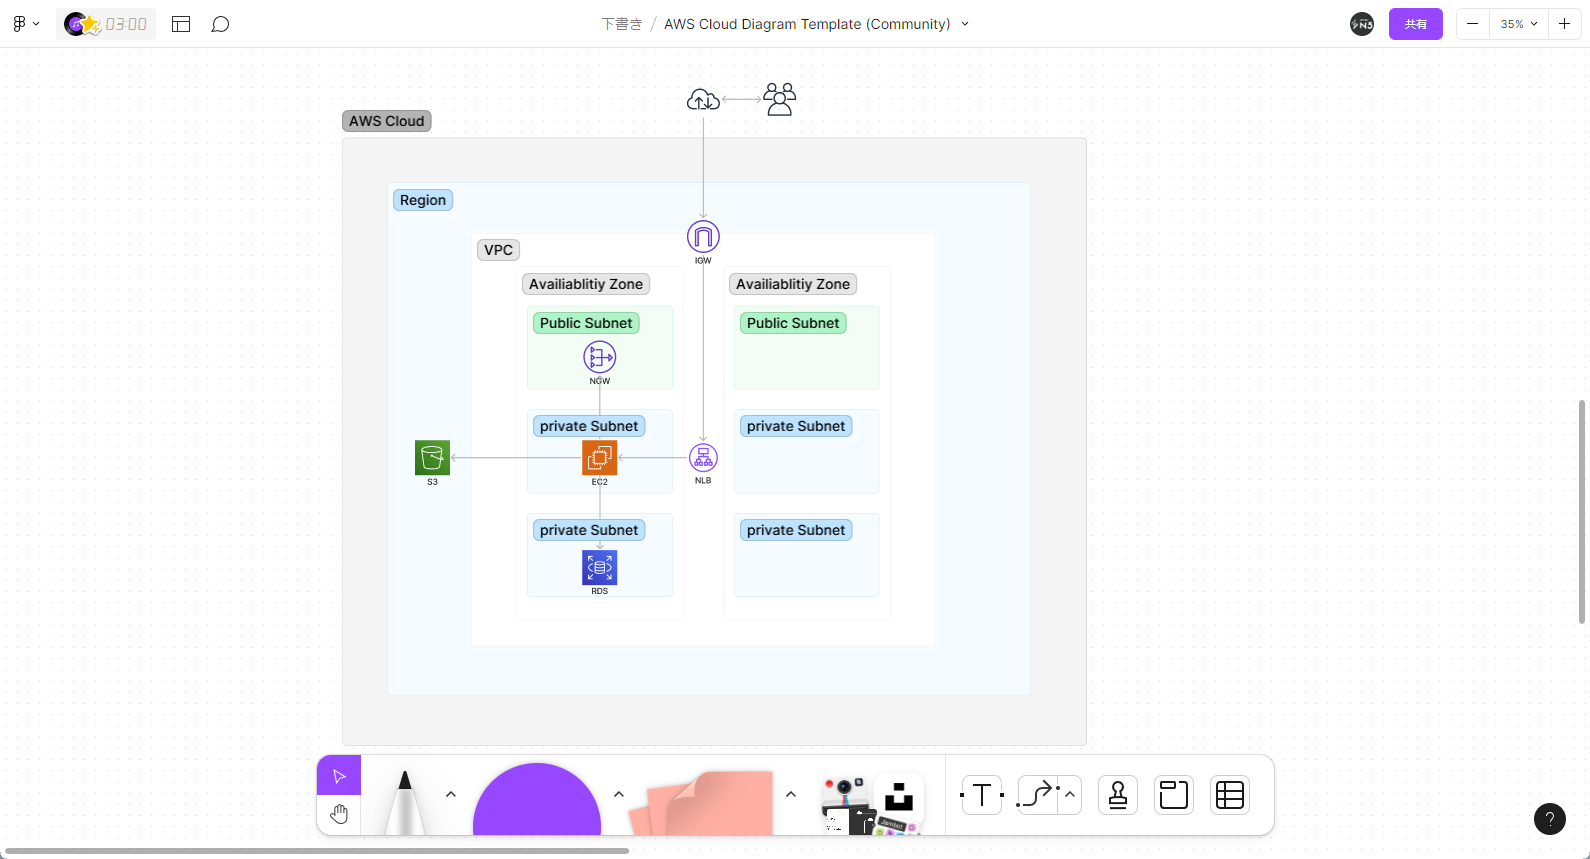 03:00
下書き / AWS Cloud Diagram Template (Community)
N5
共有
35%
AWS Cloud
Region
IGW
VPC
Availiablitiy Zone
Availiablitiy Zone
Public Subnet
Public Subnet
NGW
private Subnet
private Subnet
S3
EC2
NLB
private Subnet
private Subnet
RDS
T
Jambot
?